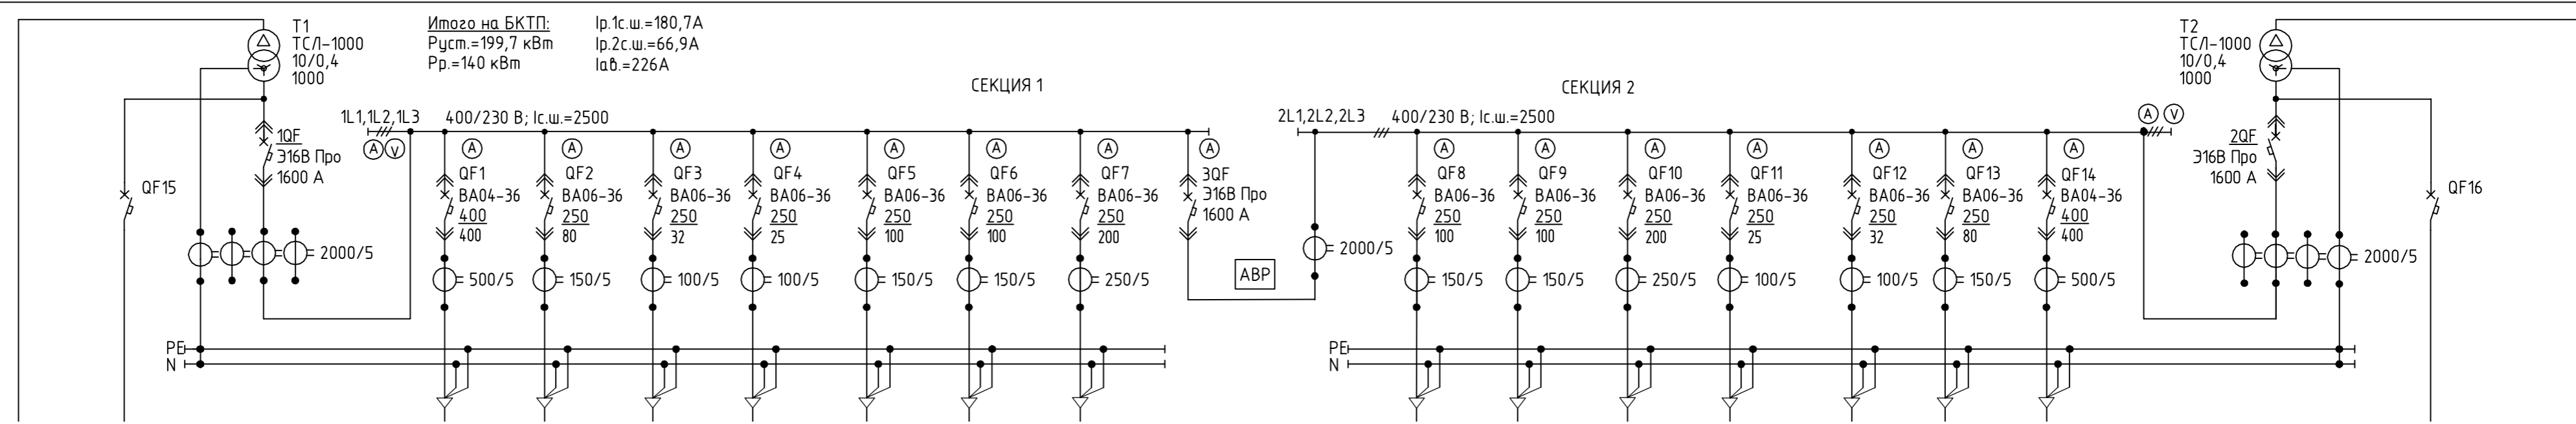 Т1
ТСЛ-1000
10/0,4
1000
Итого на БКТП:
Руст.=199,7 кВт
Рр.=140 кВт
Iр.1с.ш.=180,7А
Iр.2с.ш.=66,9А
Iав.=226А
СЕКЦИЯ 1
СЕКЦИЯ 2
Т2
ТСЛ-1000
10/0,4
1000
1L1,1L2,1L3
400/230 В; Iс.ш.=2500
2L1,2L2,2L3
400/230 В; Iс.ш.=2500
A V
A V
1QF
Э16В Про
1600 А
QF15
2000/5
A
QF1
ВА04-36
400
400
500/5
A
QF2
ВА06-36
250
80
150/5
A
QF3
ВА06-36
250
32
100/5
A
QF4
ВА06-36
250
25
100/5
A
QF5
ВА06-36
250
100
150/5
A
QF6
ВА06-36
250
100
150/5
A
QF7
ВА06-36
250
200
250/5
A
3QF
Э16В Про
1600 А
АВР
2000/5
A
QF8
ВА06-36
250
100
150/5
A
QF9
ВА06-36
250
100
150/5
A
QF10
ВА06-36
250
200
250/5
A
QF11
ВА06-36
250
25
100/5
A
QF12
ВА06-36
250
32
100/5
A
QF13
ВА06-36
250
80
150/5
A
QF14
ВА04-36
400
400
500/5
2QF
Э16В Про
1600 А
QF16
2000/5
PE
N
PE
N